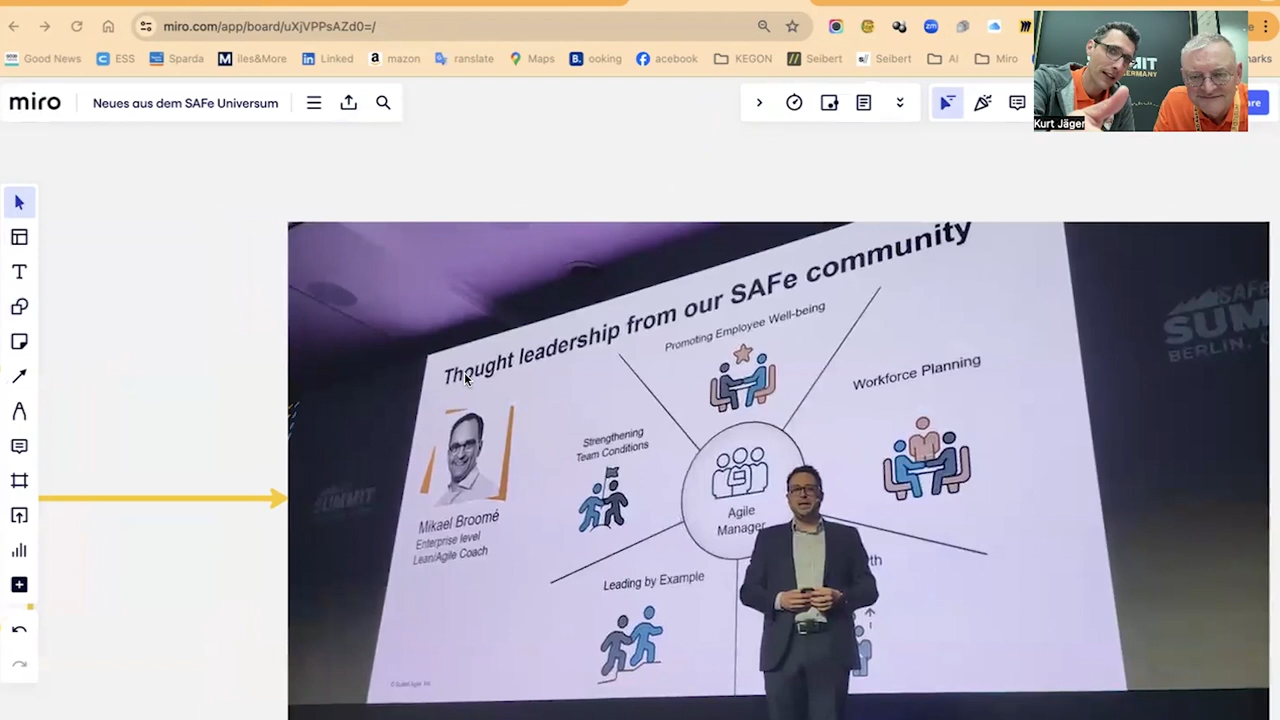 miro.com/app/board/uXjVPPsAZd0=/
Good News
ESS
Sparda
iles&More
Linked
mazon
ranslate
Maps
ooking
acebook
KEGON
Seibert
Seibert
AI
Miro
miro
Neues aus dem SAFe Universum
Kurt Jäger
Thought leadership from our SAFe community
Promoting Employee Well-being
Workforce Planning
Strengthening
Team Conditions
Agile
Manager
Mikael Broomé
Enterprise level
Lean/Agile Coach
Leading by Example
SUMMIT
BERLIN,